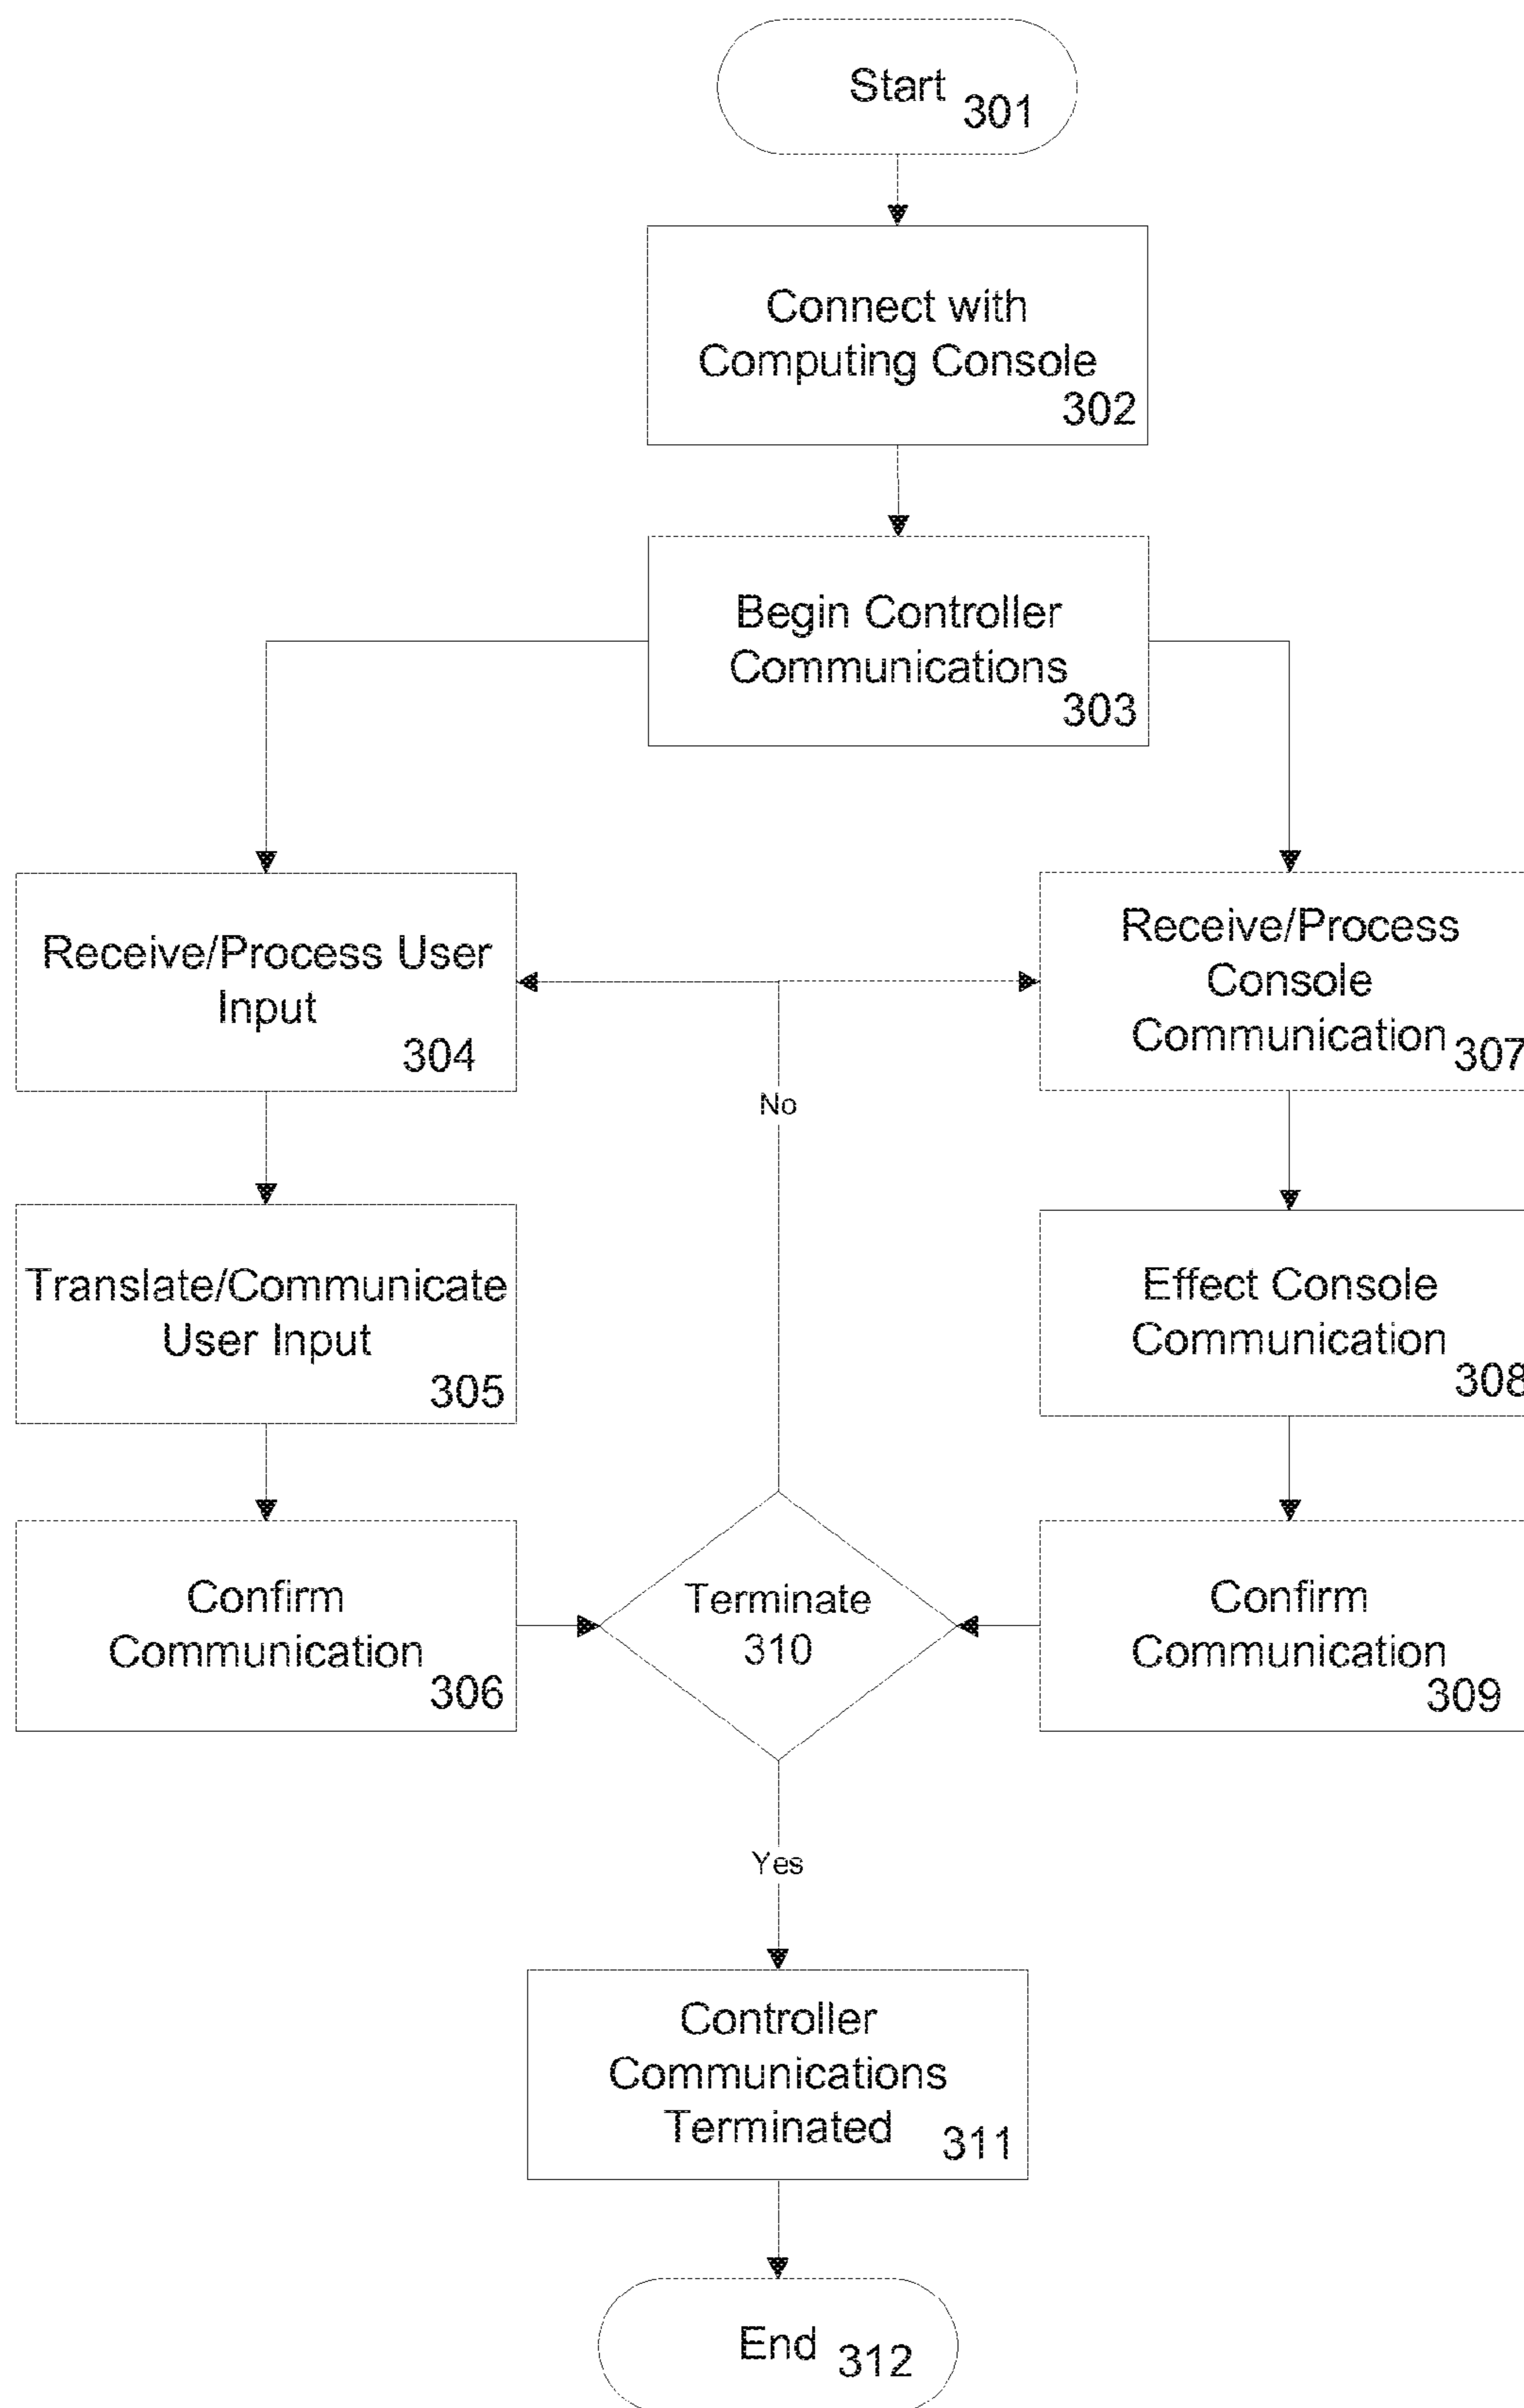 Start 301
Connect with
Computing Console
302
Begin Controller
Communications
303
Receive/Process User
Input
304
Receive/Process
Console
Communication 307
No
Translate/Communicate
User Input
305
Effect Console
Communication
308
Confirm
Communication
306
Terminate
310
Confirm
Communication
309
Yes
Controller
Communications
Terminated 311
End 312